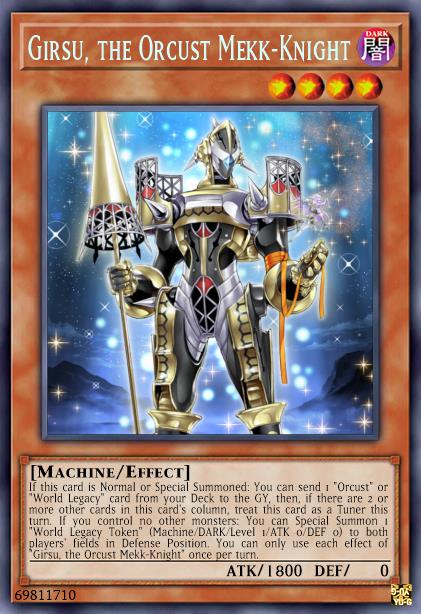 GIRSU, THE ORCUST MEKK-KNIGHT
DARK
闇
[MACHINE/EFFECT]
If this card is Normal or Special Summoned: You can send 1 "Orcust" or
"World Legacy" card from your Deck to the GY, then, if there are 2 or
more other cards in this card's column, treat this card as a Tuner this
turn. If you control no other monsters: You can Special Summon 1
"World Legacy Token" (Machine/DARK/Level 1/ATK 0/DEF 0) to both
players' fields in Defense Position. You can only use each effect of
"Girsu, the Orcust Mekk-Knight" once per turn.
ATK/1800 DEF/ 0
69811710